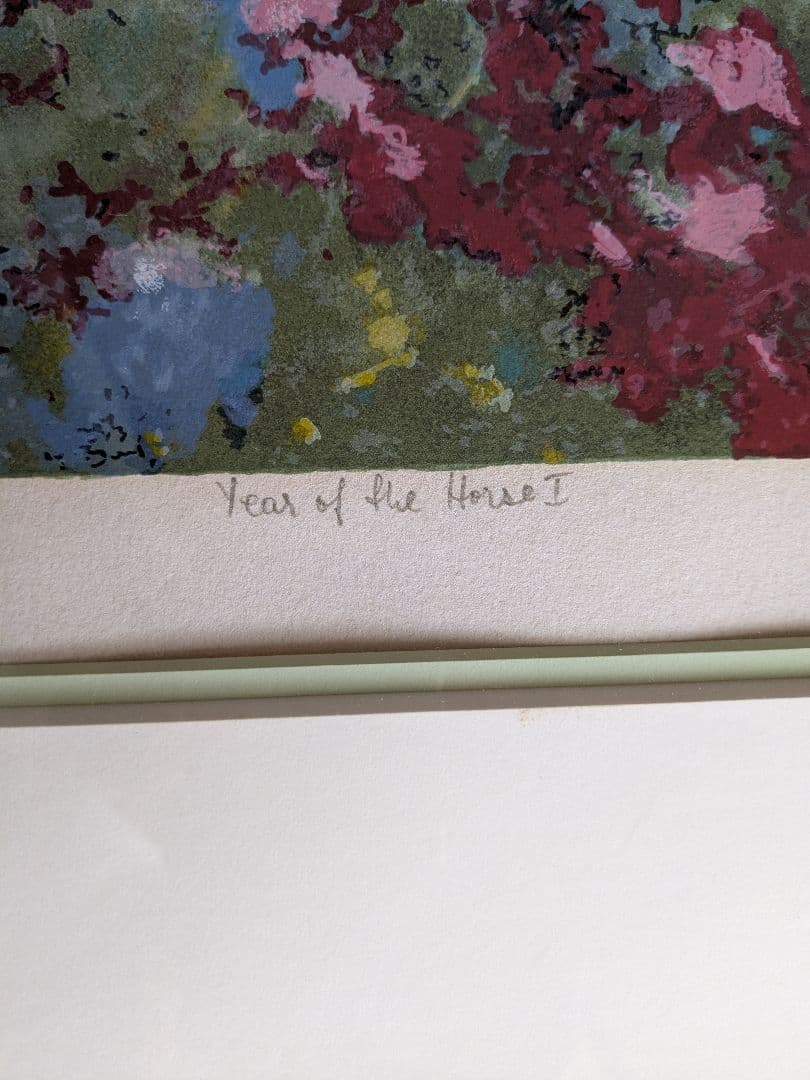 Year of the Horse I